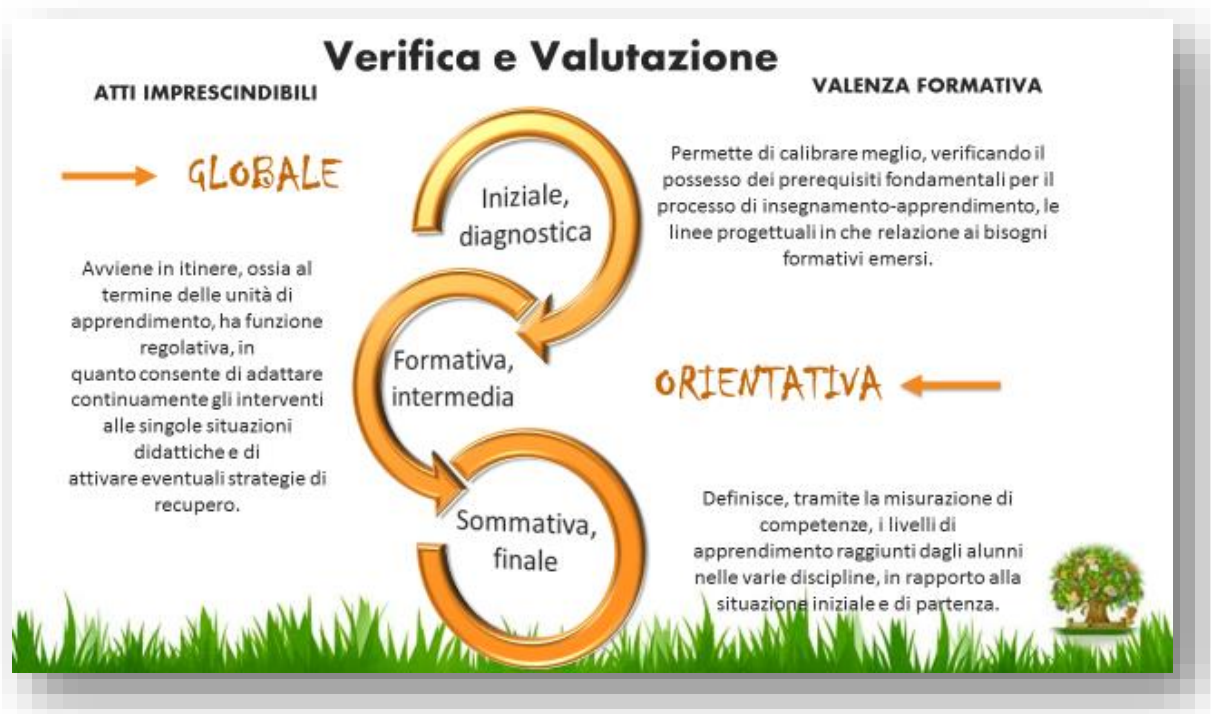 Verifica e Valutazione
ATTI IMPRESCINDIBILI
VALENZA FORMATIVA
GLOBALE
Iniziale,
diagnostica
Permette di calibrare meglio, verificando il
possesso dei prerequisiti fondamentali per il
processo di insegnamento-apprendimento, le
linee progettuali in che relazione ai bisogni
formativi emersi.
Avviene in itinere, ossia al
termine delle unità di
apprendimento, ha funzione
regolativa, in
quanto consente di adattare
continuamente gli interventi
alle singole situazioni
didattiche e di
attivare eventuali strategie di
recupero.
Formativa,
intermedia
ORIENTATIVA
Sommativa,
finale
Definisce, tramite la misurazione di
competenze, i livelli di
apprendimento raggiunti dagli alunni
nelle varie discipline, in rapporto alla
situazione iniziale e di partenza.